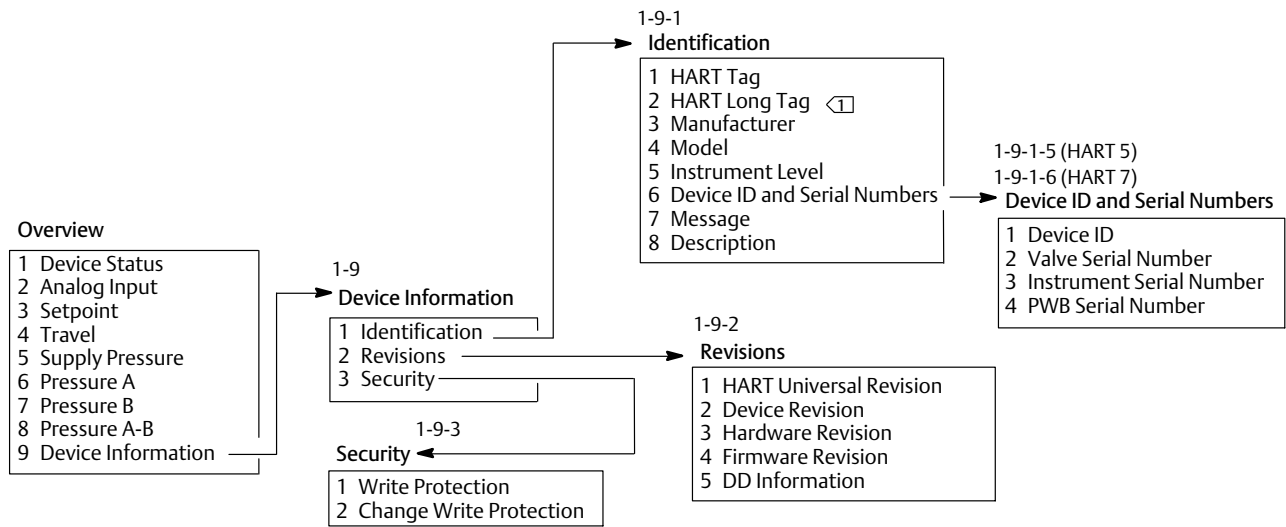 1-9-1
Identification
1 HART Tag
2 HART Long Tag 1
3 Manufacturer
4 Model
5 Instrument Level
6 Device ID and Serial Numbers
7 Message
8 Description
1-9-1-5 (HART 5)
1-9-1-6 (HART 7)
Device ID and Serial Numbers
1 Device ID
2 Valve Serial Number
3 Instrument Serial Number
4 PWB Serial Number
Overview
1 Device Status
2 Analog Input
3 Setpoint
4 Travel
5 Supply Pressure
6 Pressure A
7 Pressure B
8 Pressure A-B
9 Device Information
1-9
Device Information
1 Identification
2 Revisions
3 Security
1-9-2
Revisions
1 HART Universal Revision
2 Device Revision
3 Hardware Revision
4 Firmware Revision
5 DD Information
1-9-3
Security
1 Write Protection
2 Change Write Protection